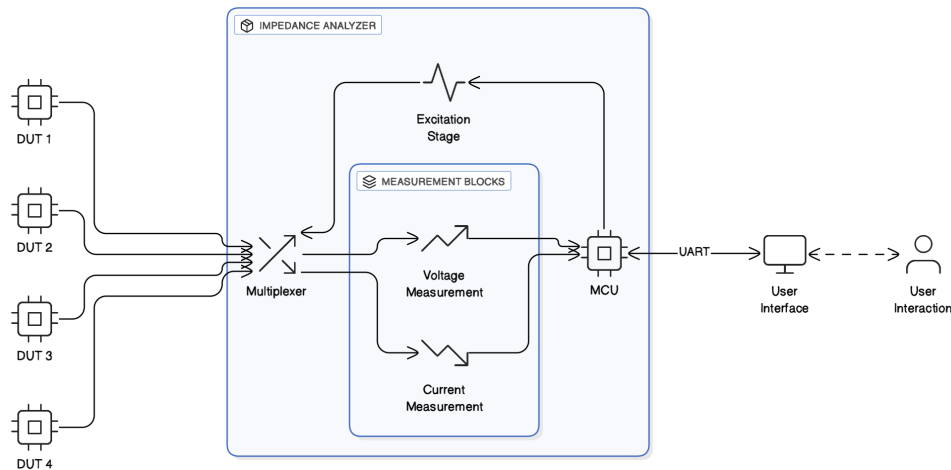 IMPEDANCE ANALYZER
Excitation
Stage
DUT 1
MEASUREMENT BLOCKS
DUT 2
Voltage
Measurement
Multiplexer
MCU
UART
User
Interface
User
Interaction
DUT 3
Current
Measurement
DUT 4